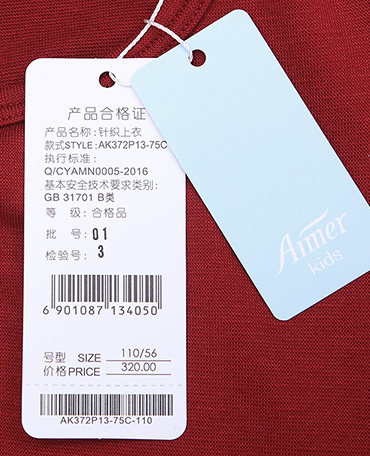 产品合格证
产品名称:针织上衣
款式STYLE:AK372P13-75C
执行标准:
Q/CYAMN0005-2016
基本安全技术要求类别:
GB 31701 B类
等 级:合格品
批 号:01
检验号:3
6 901087 134050
号型 SIZE 110/56
价格PRICE 320.00
AK372P13-75C-110
Aimer
kids